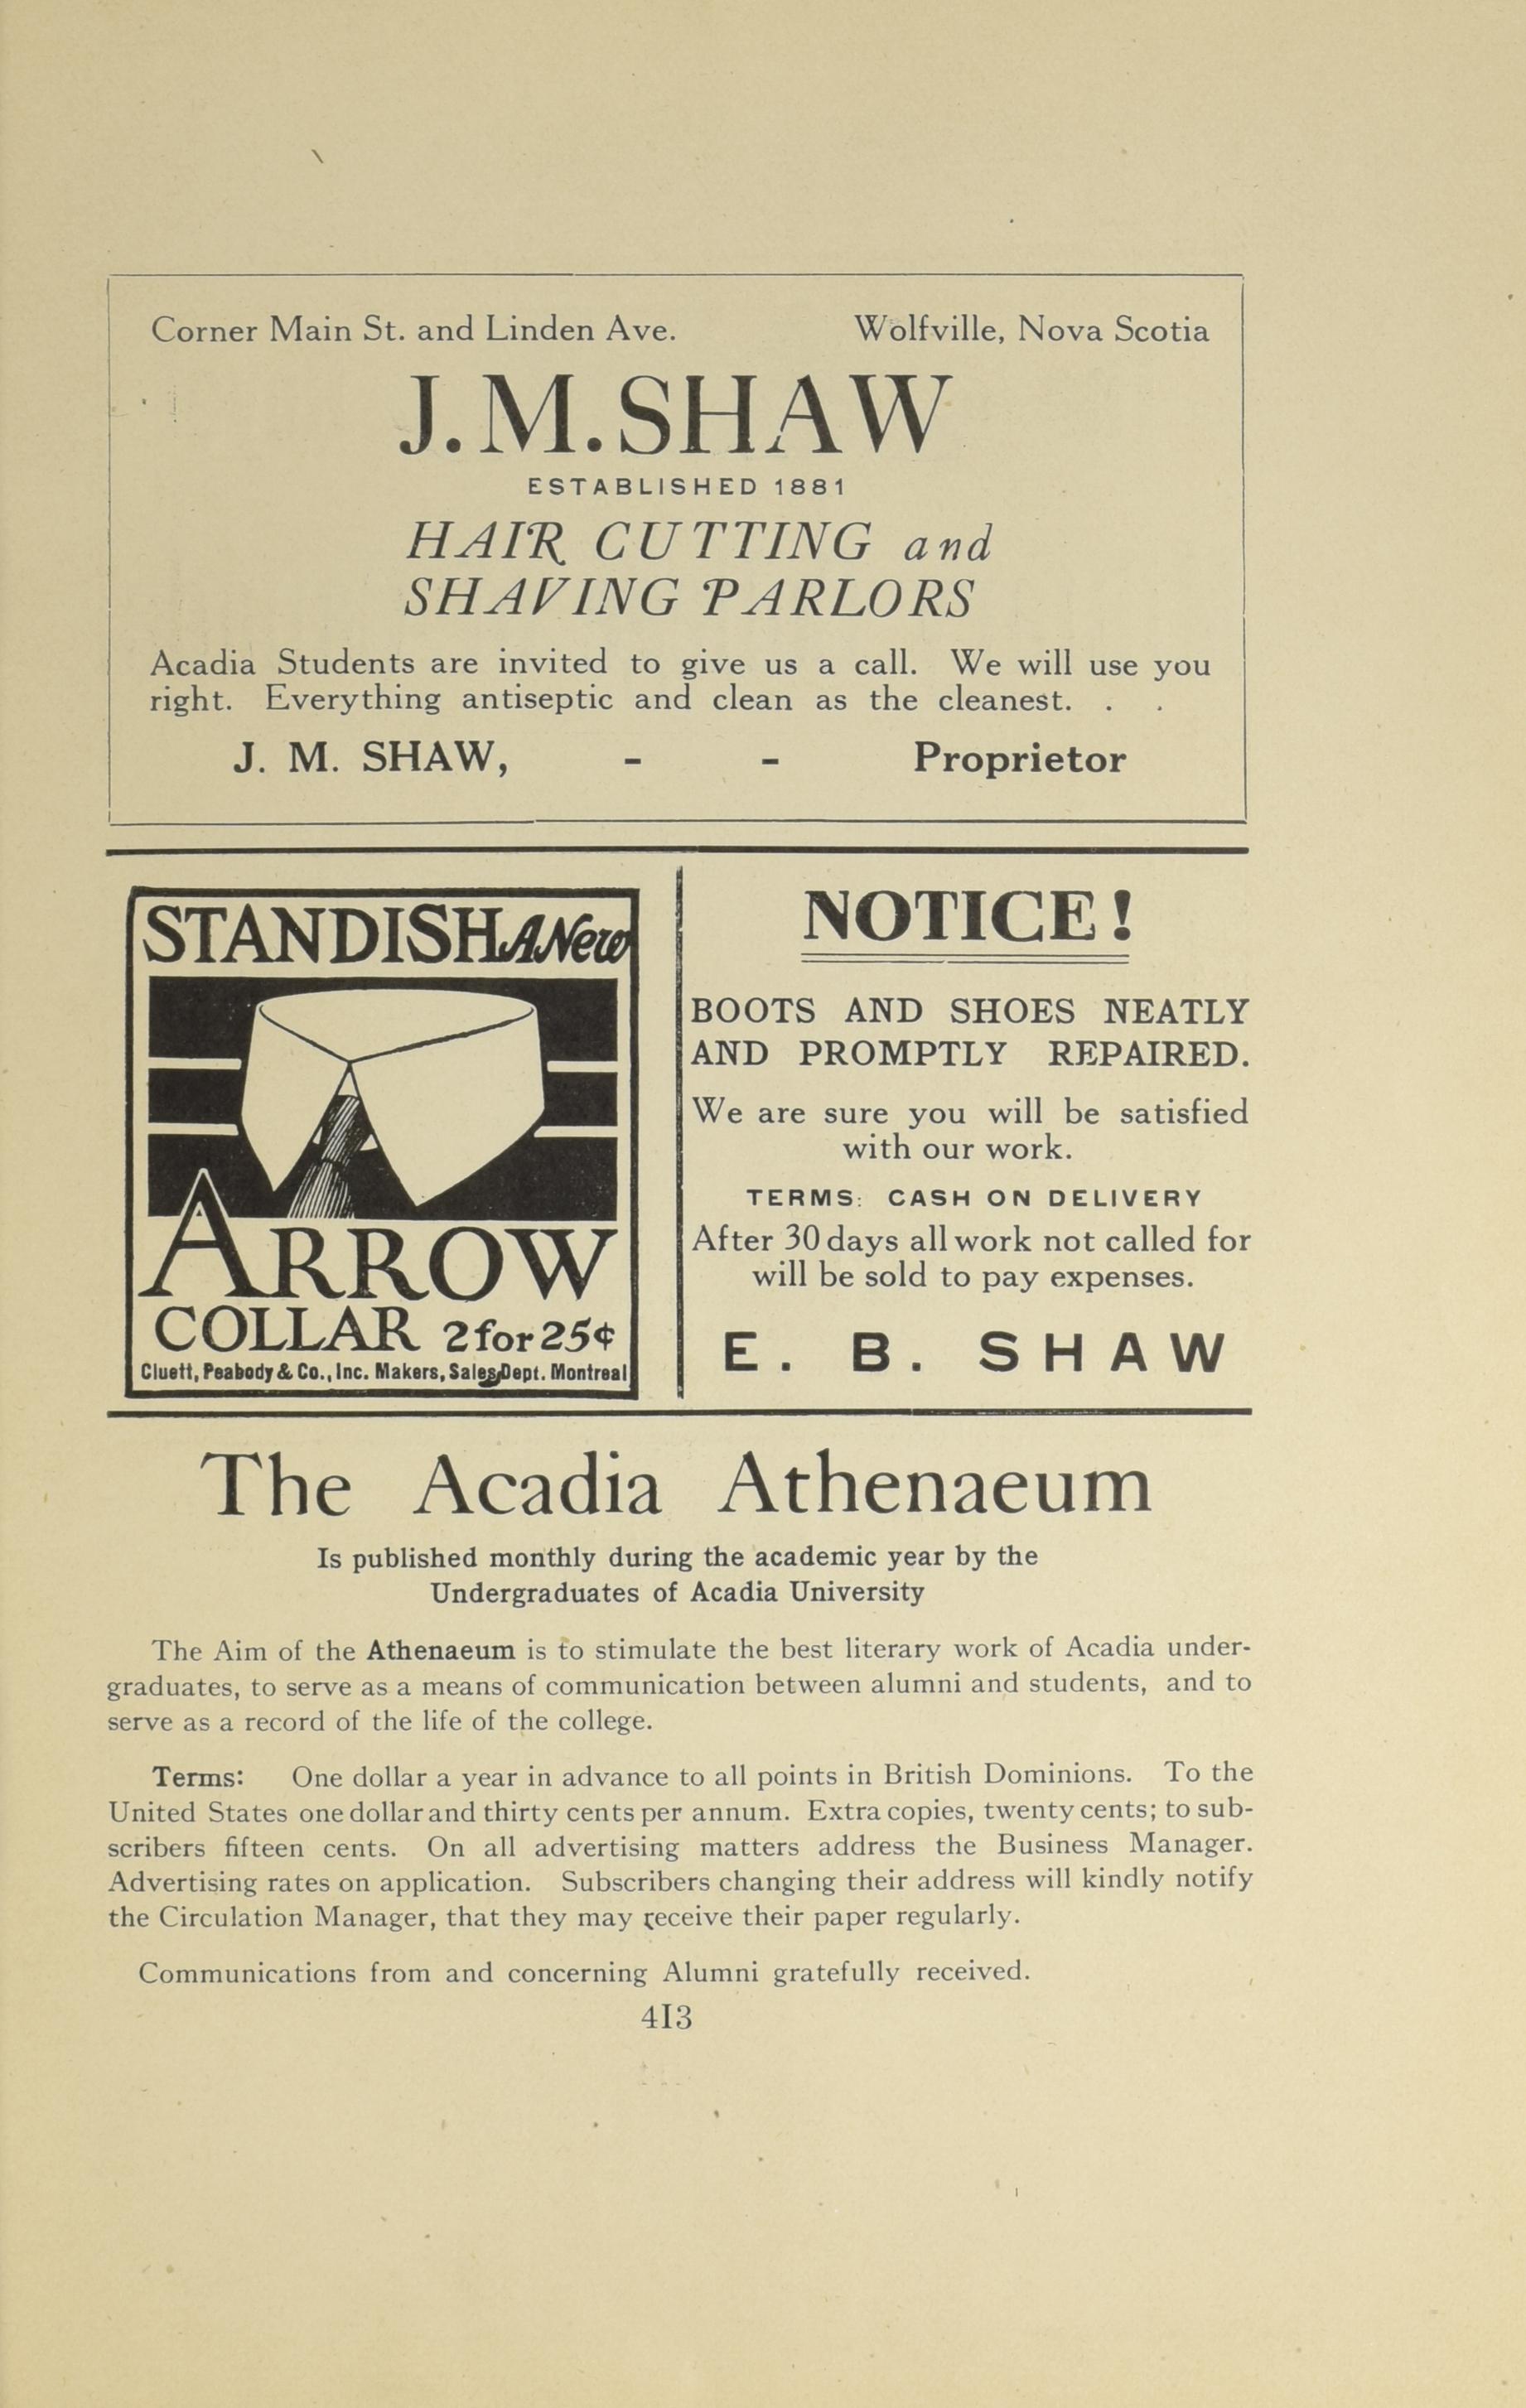 Corner Main St. and Linden Ave. Wolfville, Nova Scotia
J. M. SHAW
ESTABLISHED 1881
HAIR CUTTING and
SHAVING PARLORS
Acadia Students are invited to give us a call. We will use you
right. Everything antiseptic and clean as the cleanest. . .
J. M. SHAW, - - Proprietor
STANDISH A New
ARROW
COLLAR 2 for 25¢
Cluett, Peabody & Co., Inc. Makers, Sales Dept. Montreal
NOTICE!
BOOTS AND SHOES NEATLY
AND PROMPTLY REPAIRED.
We are sure you will be satisfied
with our work.
TERMS: CASH ON DELIVERY
After 30 days all work not called for
will be sold to pay expenses.
E. B. SHAW
The Acadia Athenaeum
Is published monthly during the academic year by the
Undergraduates of Acadia University
The Aim of the Athenaeum is to stimulate the best literary work of Acadia under-
graduates, to serve as a means of communication between alumni and students, and to
serve as a record of the life of the college.
Terms: One dollar a year in advance to all points in British Dominions. To the
United States one dollar and thirty cents per annum. Extra copies, twenty cents; to sub-
scribers fifteen cents. On all advertising matters address the Business Manager.
Advertising rates on application. Subscribers changing their address will kindly notify
the Circulation Manager, that they may receive their paper regularly.
Communications from and concerning Alumni gratefully received.
413